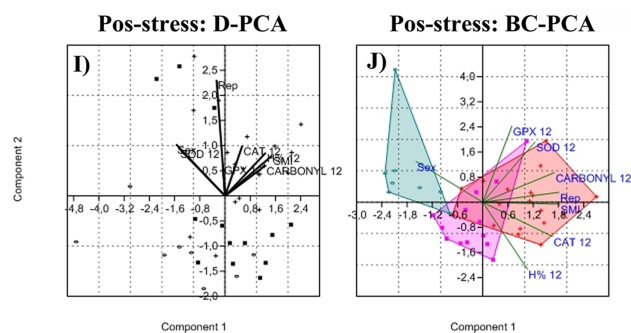 Pos-stress: D-PCA
Pos-stress: BC-PCA
I)
J)
Component 2
2,5
Rep
2,0
1,5
1,0
Sex
SOD 12
CAT 12
H% 12
SMI
GPX 12
0,5
CARBONYL 12
-4,8 -4,0 -3,2 -2,4 -1,6 -0,8 0,8 1,6 2,4
-0,5
-1,0
-1,5
-2,0
Component 1
4,0
3,2
2,4
GPX 12
1,6
SOD 12
Sex
0,8
CARBONYL 12
Rep
SMI
-3,0 -2,4 -1,8 -1,2 -0,6 0,6 1,2 1,8 2,4
-0,8
CAT 12
-1,6
-2,4
H% 12
Component 1